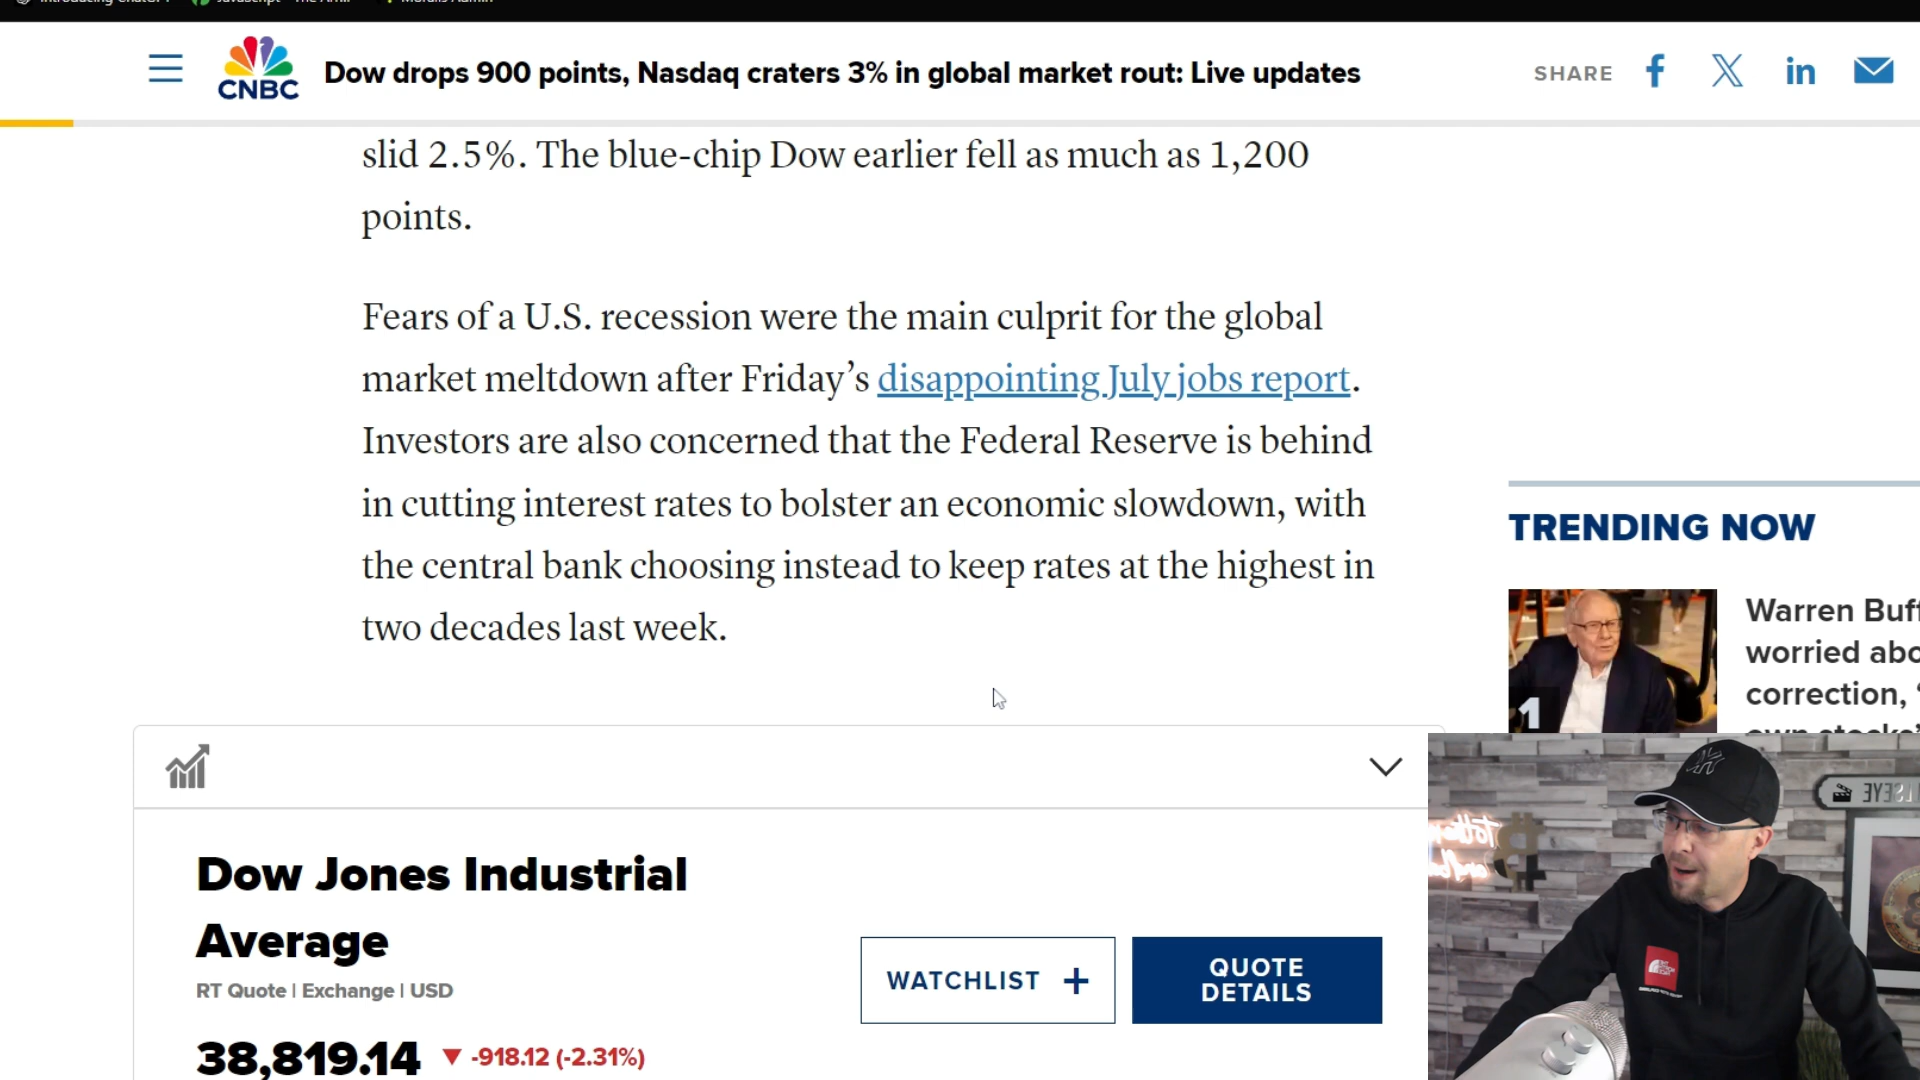 CNBC
Dow drops 900 points, Nasdaq craters 3% in global market rout: Live updates
SHARE
slid 2.5%. The blue-chip Dow earlier fell as much as 1,200
points.
Fears of a U.S. recession were the main culprit for the global
market meltdown after Friday’s disappointing July jobs report.
Investors are also concerned that the Federal Reserve is behind
in cutting interest rates to bolster an economic slowdown, with
the central bank choosing instead to keep rates at the highest in
two decades last week.
TRENDING NOW
1
Warren Buff
worried abo
correction, ‘
Dow Jones Industrial
Average
RT Quote | Exchange | USD
WATCHLIST +
QUOTE
DETAILS
38,819.14 ▼ -918.12 (-2.31%)